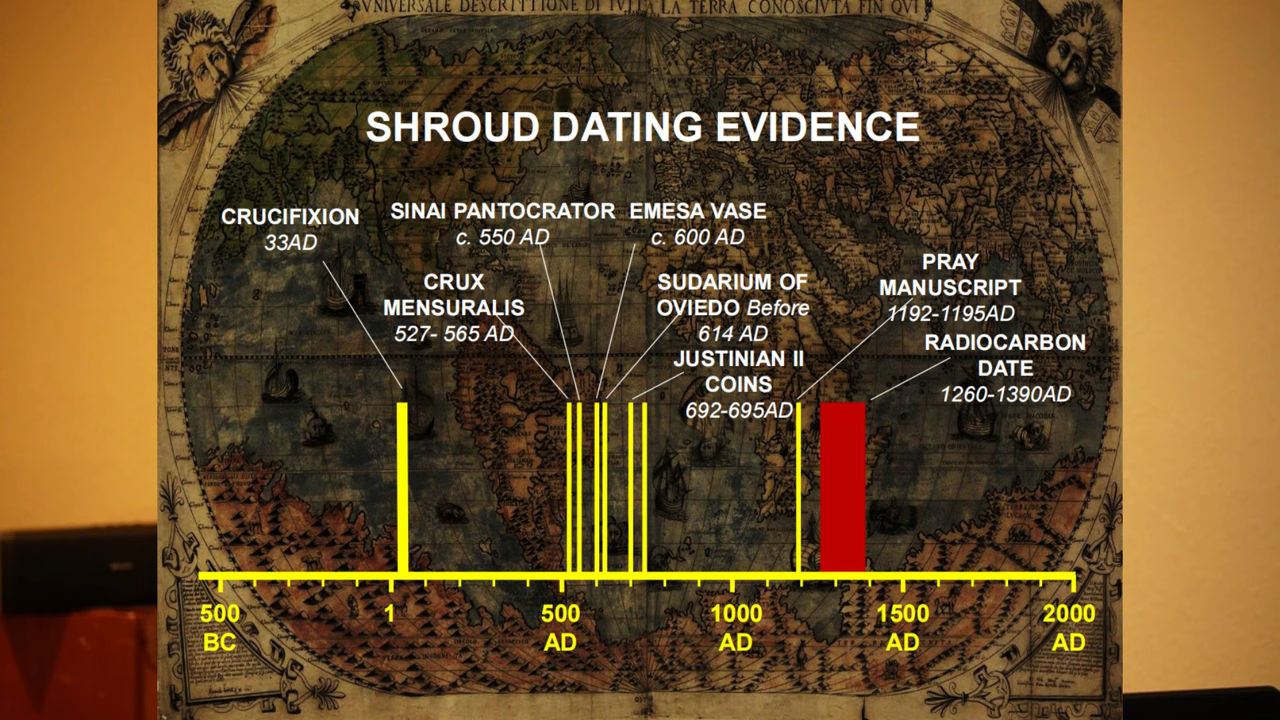 VNIVERSALE DESCRITTIONE DI TVTTA LA TERRA CONOSCIVTA FIN QVI
SHROUD DATING EVIDENCE
CRUCIFIXION
33AD
SINAI PANTOCRATOR
c. 550 AD
EMESA VASE
c. 600 AD
CRUX
MENSURALIS
527- 565 AD
SUDARIUM OF
OVIEDO Before
614 AD
JUSTINIAN II
COINS
692-695AD
PRAY
MANUSCRIPT
1192-1195AD
RADIOCARBON
DATE
1260-1390AD
500
BC
1
500
AD
1000
AD
1500
AD
2000
AD